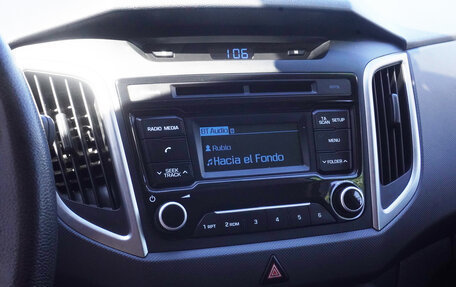 1:06
RADIO MEDIA
BT Audio
TA SCAN SETUP
Rubio
MENU
Hacia el Fondo
SEEK TRACK
FOLDER
1 RPT 2 RDM 3 4 5 6